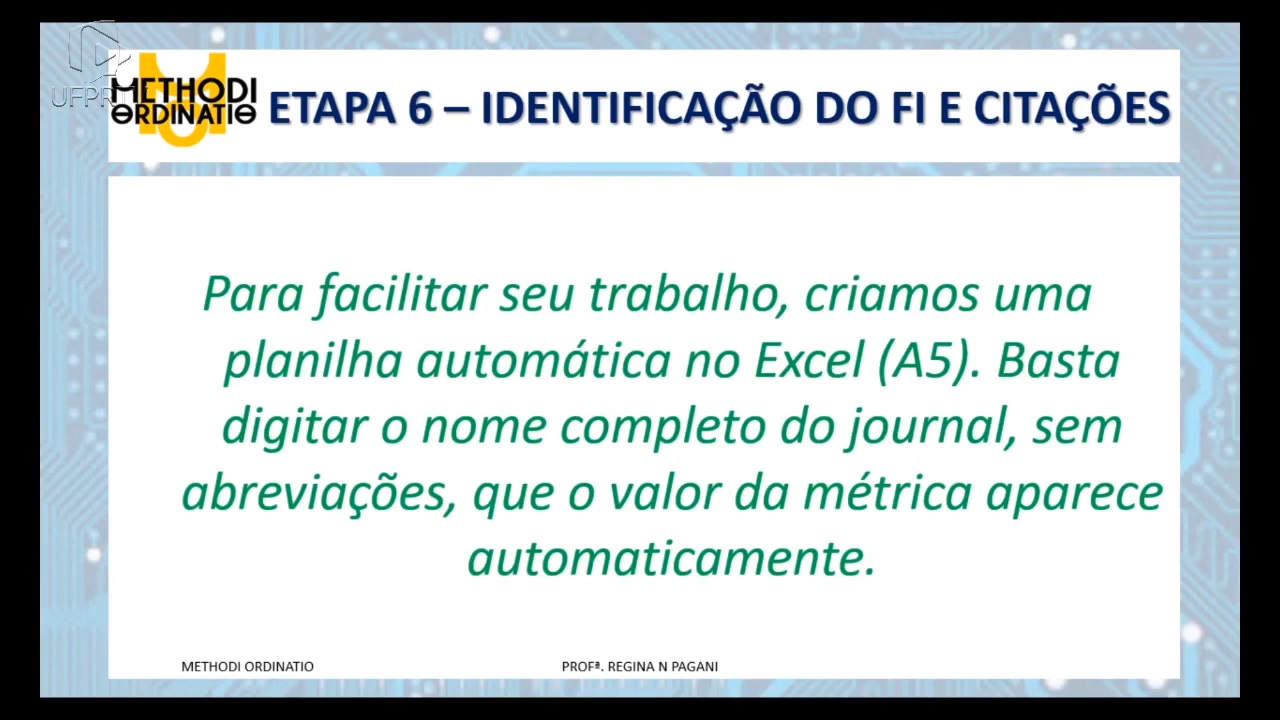 UFPR
METHODI
ORDINATIO
ETAPA 6 – IDENTIFICAÇÃO DO FI E CITAÇÕES
Para facilitar seu trabalho, criamos uma
planilha automática no Excel (A5). Basta
digitar o nome completo do journal, sem
abreviações, que o valor da métrica aparece
automaticamente.
METHODI ORDINATIO
PROFª. REGINA N PAGANI